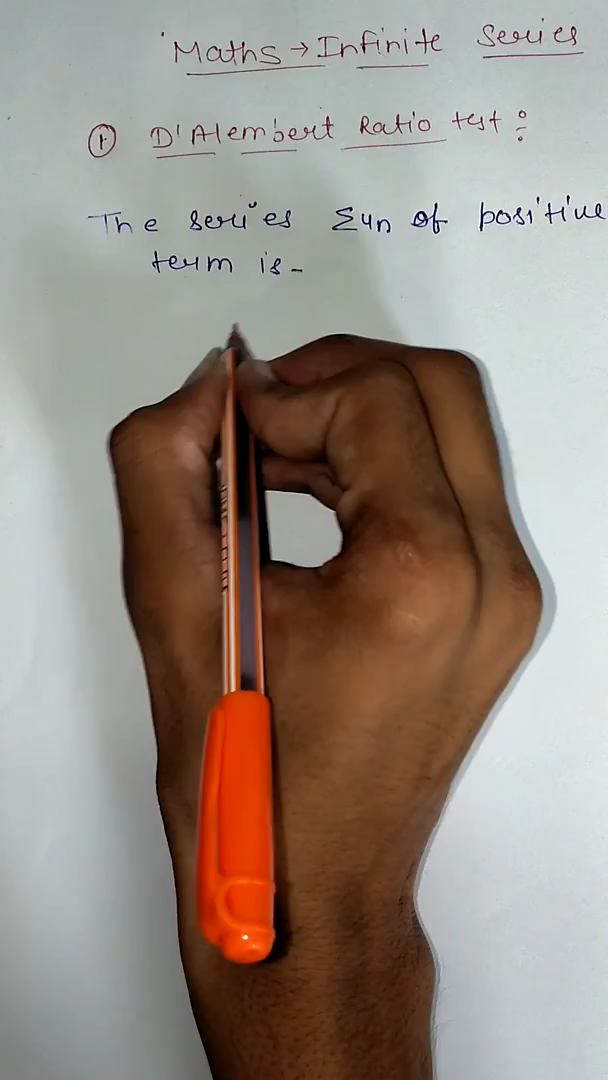 Maths → Infinite Series
① D'Alembert Ratio test :
The series Σun of positive
term is -